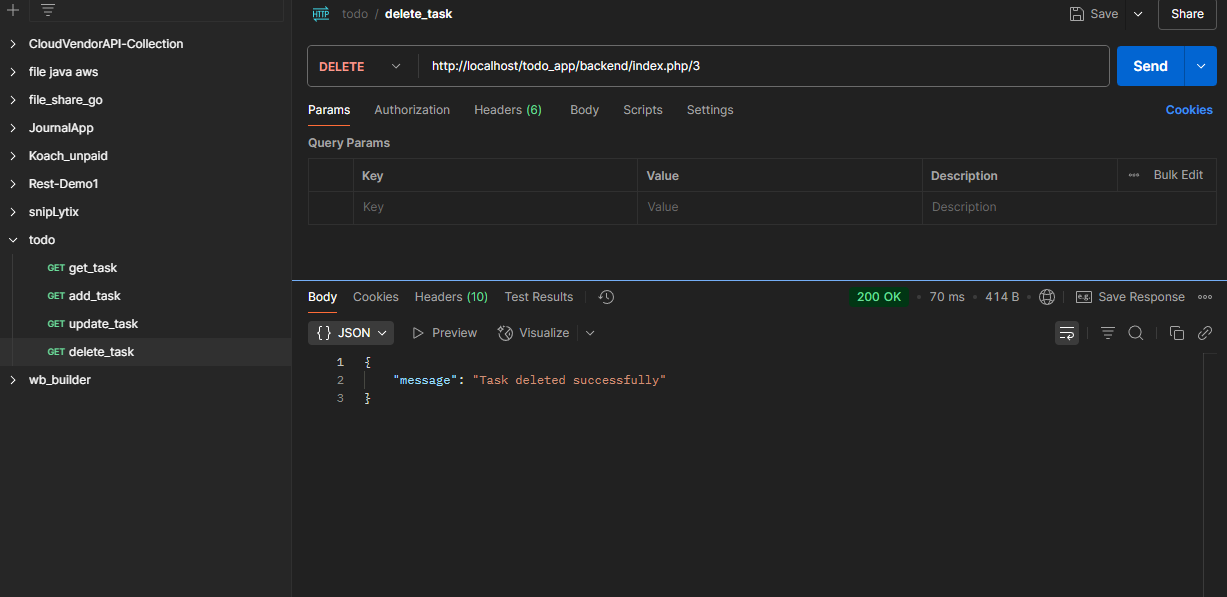 HTTP todo / delete_task Save Share
CloudVendorAPI-Collection
file java aws
file_share_go
JournalApp
Koach_unpaid
Rest-Demo1
snipLytix
todo
GET get_task
GET add_task
GET update_task
GET delete_task
wb_builder
DELETE http://localhost/todo_app/backend/index.php/3 Send
Params Authorization Headers (6) Body Scripts Settings Cookies
Query Params
Key Value Description ••• Bulk Edit
Key Value Description
Body Cookies Headers (10) Test Results 200 OK • 70 ms • 414 B • e.g. Save Response •••
{} JSON Preview Visualize
1 {
2 "message": "Task deleted successfully"
3 }